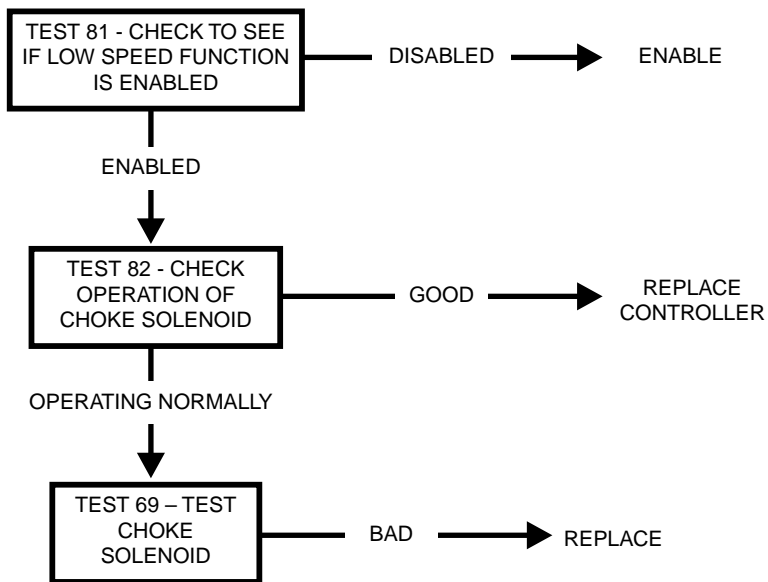 TEST 81 - CHECK TO SEE
IF LOW SPEED FUNCTION
IS ENABLED
DISABLED
ENABLE
ENABLED
TEST 82 - CHECK
OPERATION OF
CHOKE SOLENOID
GOOD
REPLACE
CONTROLLER
OPERATING NORMALLY
TEST 69 – TEST
CHOKE
SOLENOID
BAD
REPLACE